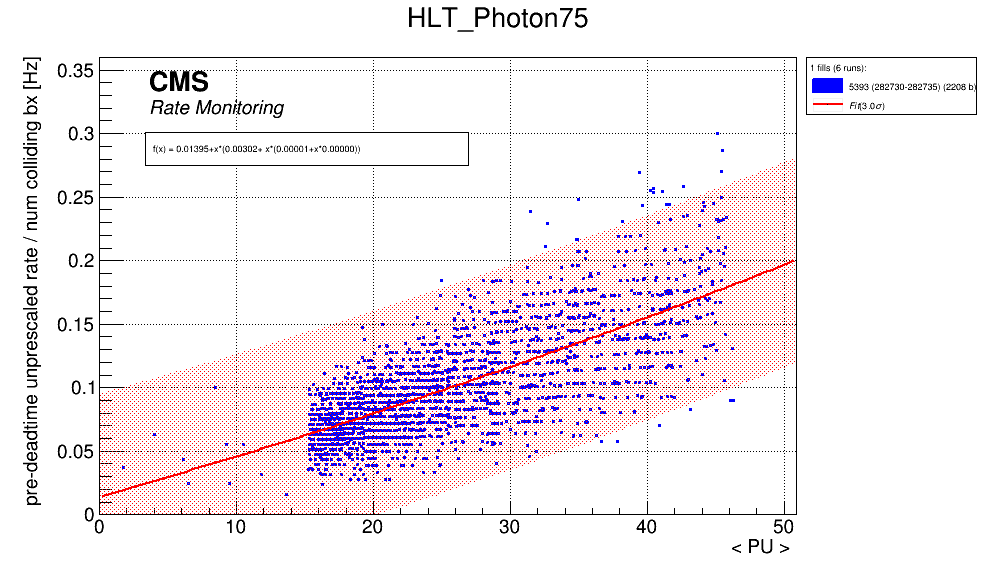 HLT_Photon75
pre-deadtime unprescaled rate / num colliding bx [Hz]
0.35
0.3
0.25
0.2
0.15
0.1
0.05
0
CMS
Rate Monitoring
f(x) = 0.01395+x*(0.00302+ x*(0.00001+x*0.00000))
0 10 20 30 40 50
< PU >
1 fills (6 runs):
5393 (282730-282735) (2208 b)
Fit(3.0σ)